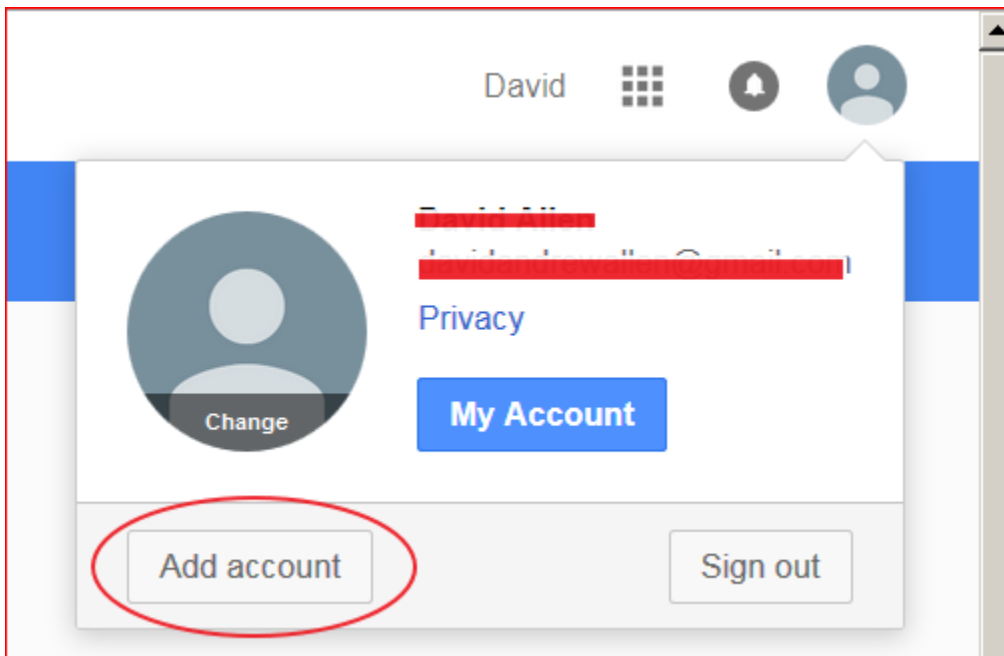 David
Privacy
Change
My Account
Add account
Sign out